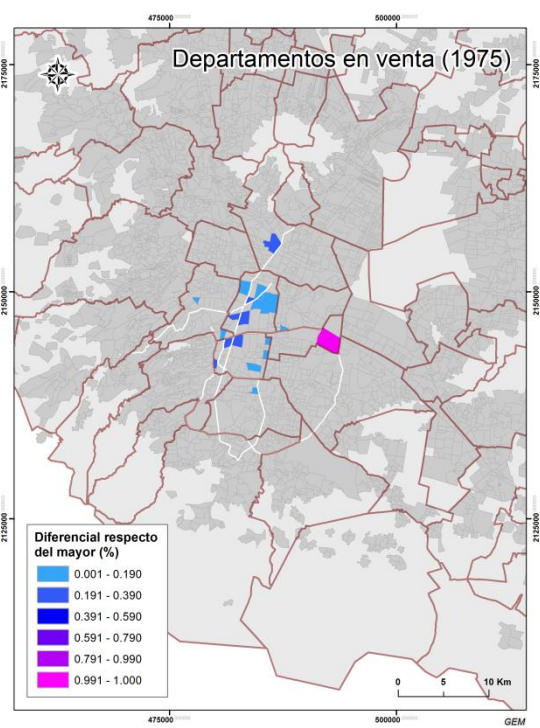 475000
500000
Departamentos en venta (1975)
2175000
2175000
2150000
2150000
2125000
2125000
Diferencial respecto
del mayor (%)
0.001 - 0.190
0.191 - 0.390
0.391 - 0.590
0.591 - 0.790
0.791 - 0.990
0.991 - 1.000
0 5 10 Km
475000
500000
GEM